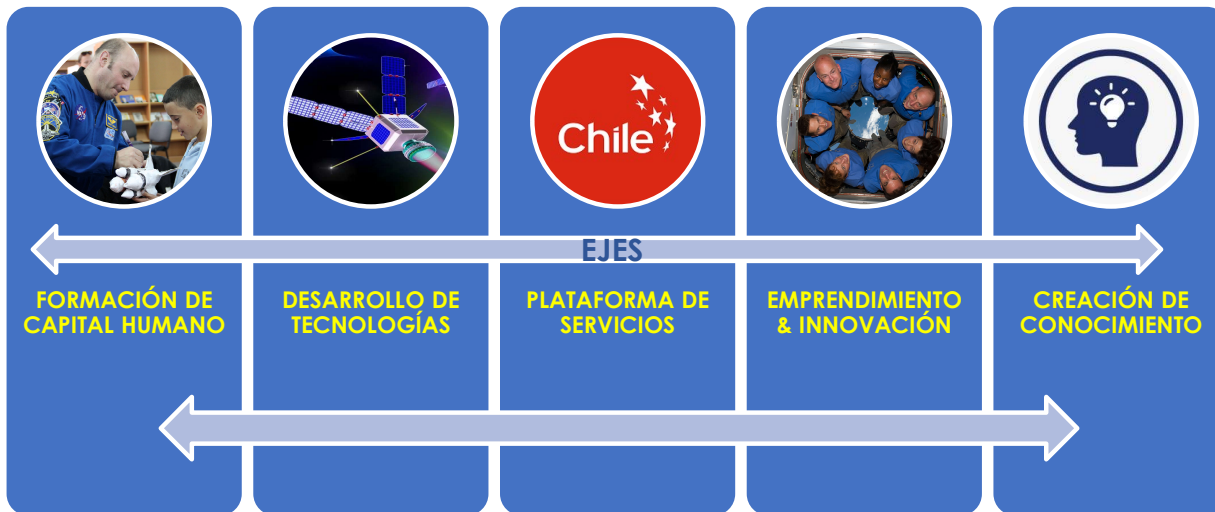 Chile
EJES
FORMACIÓN DE
CAPITAL HUMANO
DESARROLLO DE
TECNOLOGÍAS
PLATAFORMA DE
SERVICIOS
EMPRENDIMIENTO
& INNOVACIÓN
CREACIÓN DE
CONOCIMIENTO